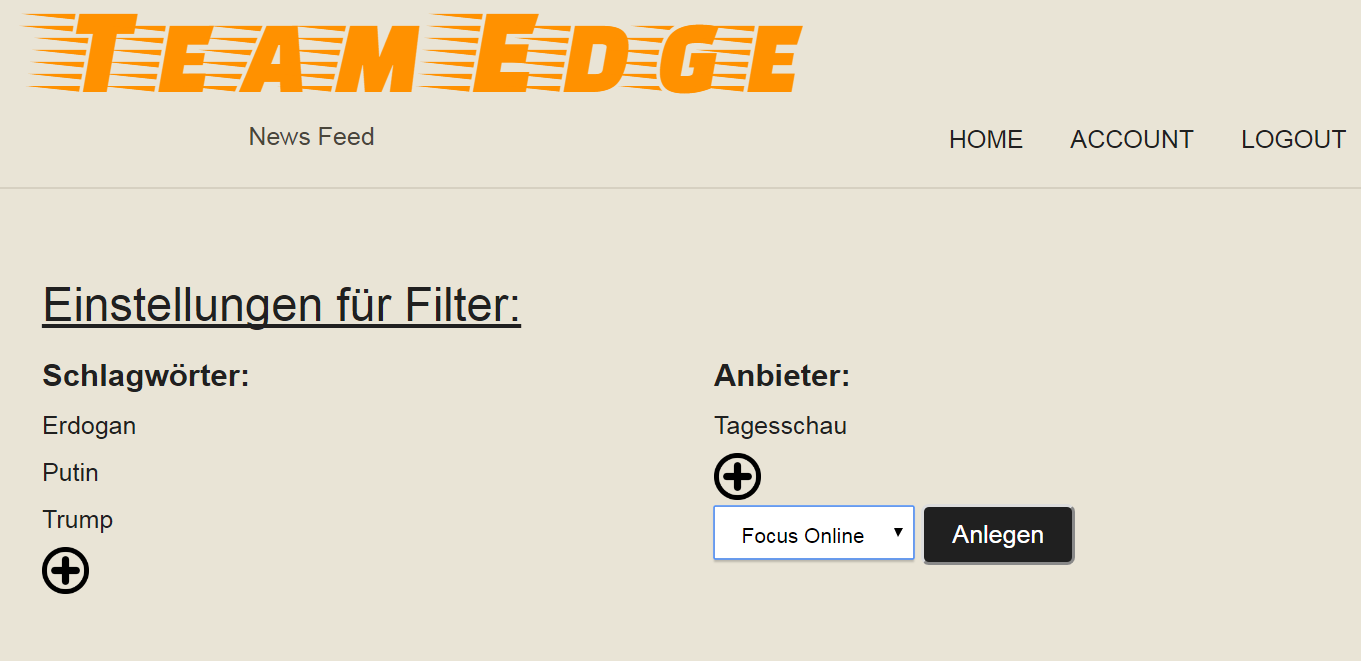 TEAM EDGE
News Feed
HOME ACCOUNT LOGOUT
Einstellungen für Filter:
Schlagwörter:
Erdogan
Putin
Trump
Anbieter:
Tagesschau
Focus Online
Anlegen